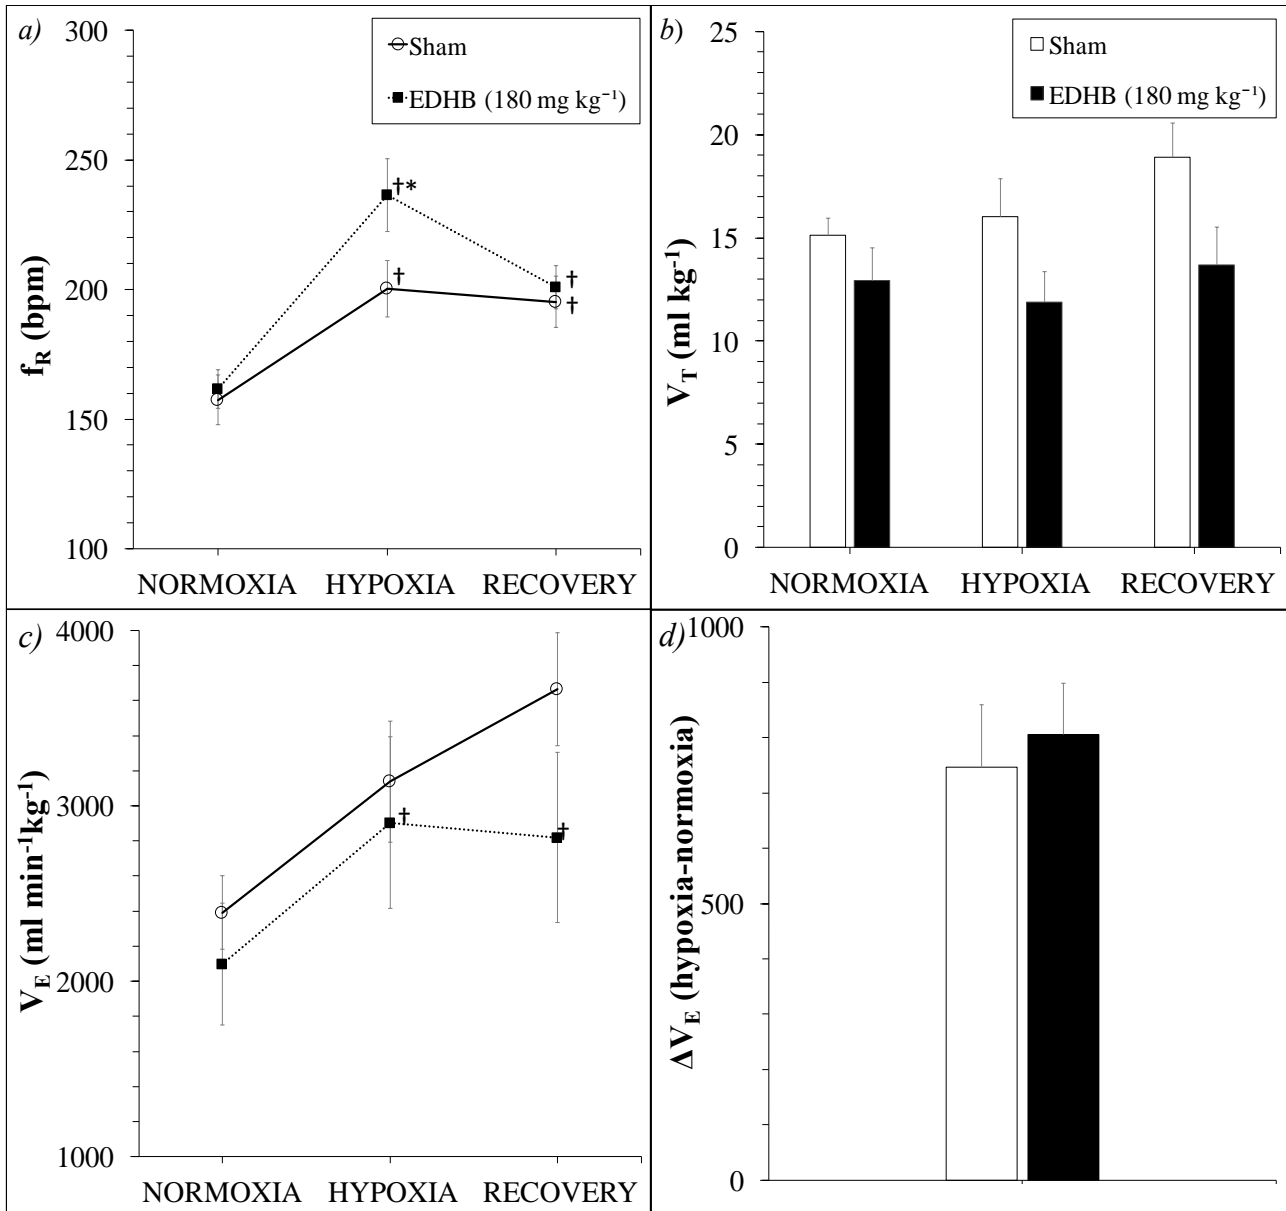 a)
300
250
200
150
100
f_R (bpm)
Sham
EDHB (180 mg kg⁻¹)
†*
†
†
†
NORMOXIA HYPOXIA RECOVERY
b)
25
20
15
10
5
0
V_T (ml kg⁻¹)
Sham
EDHB (180 mg kg⁻¹)
NORMOXIA HYPOXIA RECOVERY
c)
4000
3000
2000
1000
V_E (ml min⁻¹kg⁻¹)
†
†
NORMOXIA HYPOXIA RECOVERY
d)
1000
500
0
ΔV_E (hypoxia-normoxia)